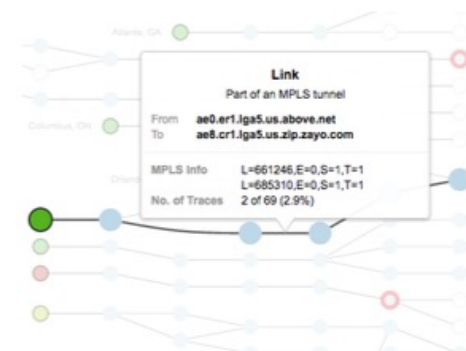 Atlanta, GA
Link
Part of an MPLS tunnel
From ae0.er1.lga5.us.above.net
To ae8.cr1.lga5.us.zip.zayo.com
Columbus, OH
MPLS Info L=661246,E=0,S=1,T=1
L=685310,E=0,S=1,T=1
No. of Traces 2 of 69 (2.9%)